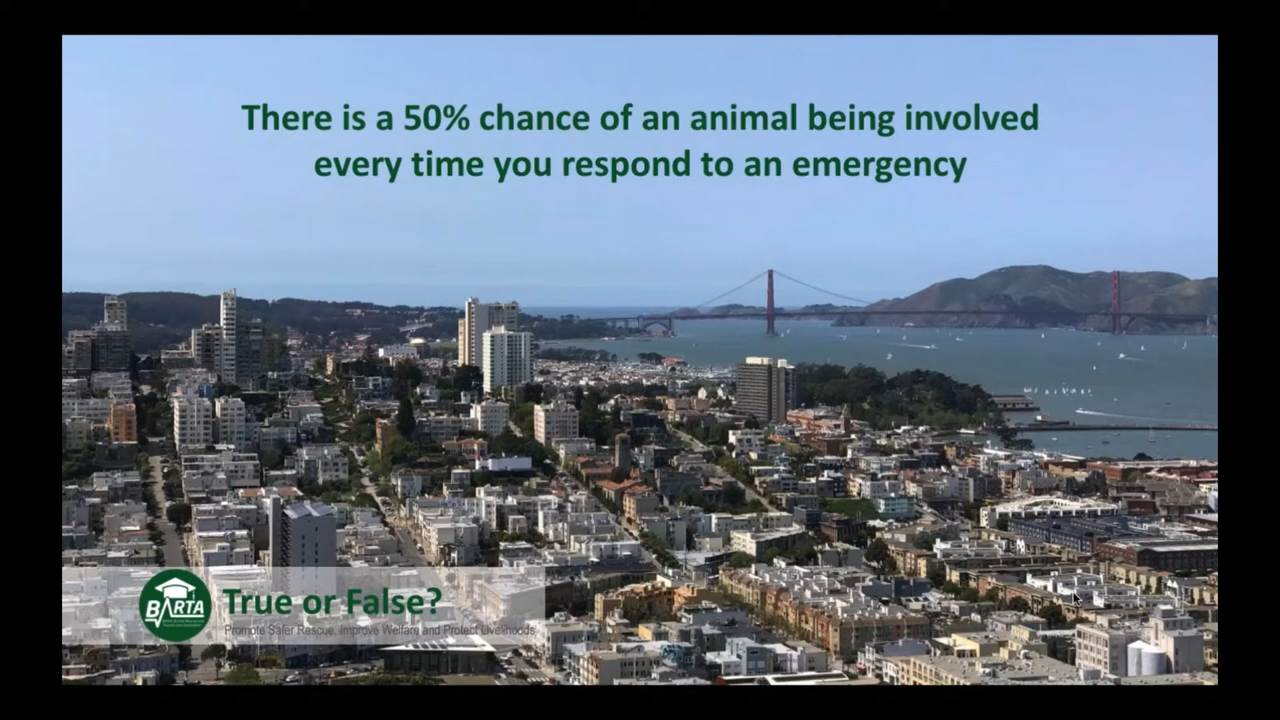 There is a 50% chance of an animal being involved
every time you respond to an emergency
BARTA
True or False?
Promote Safer Rescue, Improve Welfare and Protect Livelihoods